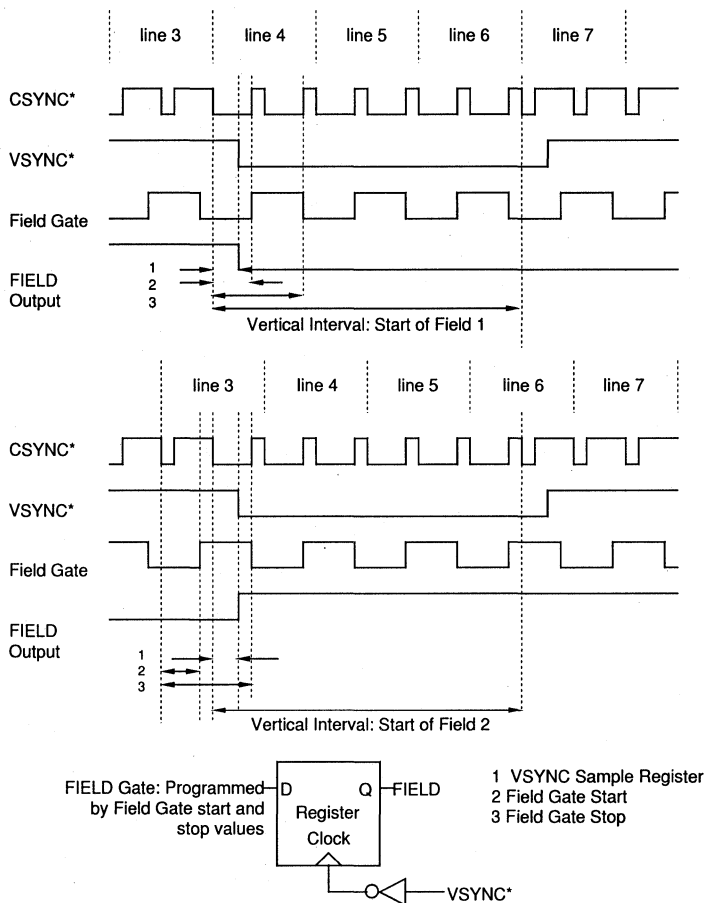 line 3 line 4 line 5 line 6 line 7
CSYNC*
VSYNC*
Field Gate
FIELD
Output
1
2
3
Vertical Interval: Start of Field 1
line 3 line 4 line 5 line 6 line 7
CSYNC*
VSYNC*
Field Gate
FIELD
Output
1
2
3
Vertical Interval: Start of Field 2
FIELD Gate: Programmed
by Field Gate start and
stop values
D Q
Register
Clock
FIELD
VSYNC*
1 VSYNC Sample Register
2 Field Gate Start
3 Field Gate Stop